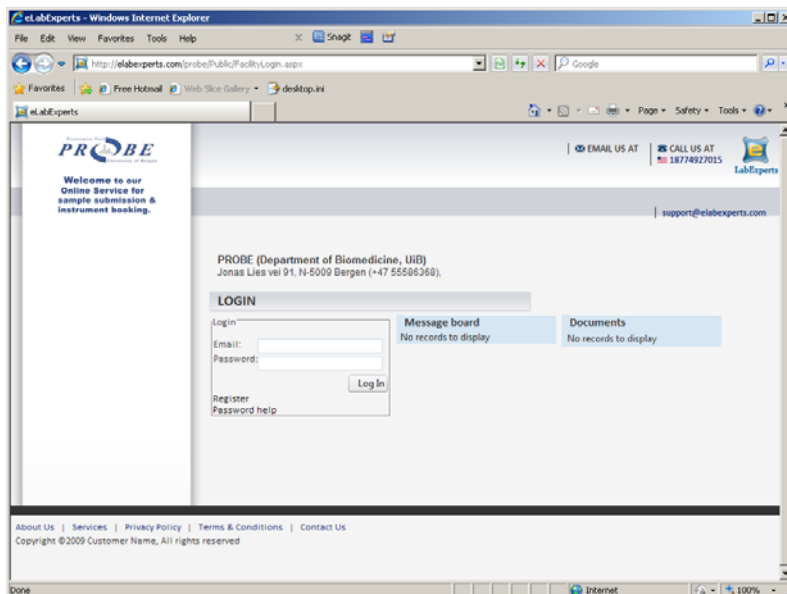 eLabExperts - Windows Internet Explorer
File Edit View Favorites Tools Help
Snagit
http://elabexperts.com/probe/Public/FacilityLogin.aspx
Google
Favorites Free Hotmail Web Slice Gallery desktop.ini
eLabExperts
Page Safety Tools
PROBE
University of Bergen
Welcome to our
Online Service for
sample submission &
instrument booking.
EMAIL US AT
CALL US AT
18774927015
LabExperts
support@elabexperts.com
PROBE (Department of Biomedicine, UiB)
Jonas Lies vei 91, N-5009 Bergen (+47 55586368),
LOGIN
Login
Email:
Password:
Log In
Register
Password help
Message board
No records to display
Documents
No records to display
About Us | Services | Privacy Policy | Terms & Conditions | Contact Us
Copyright ©2009 Customer Name, All rights reserved
Done
Internet
100%